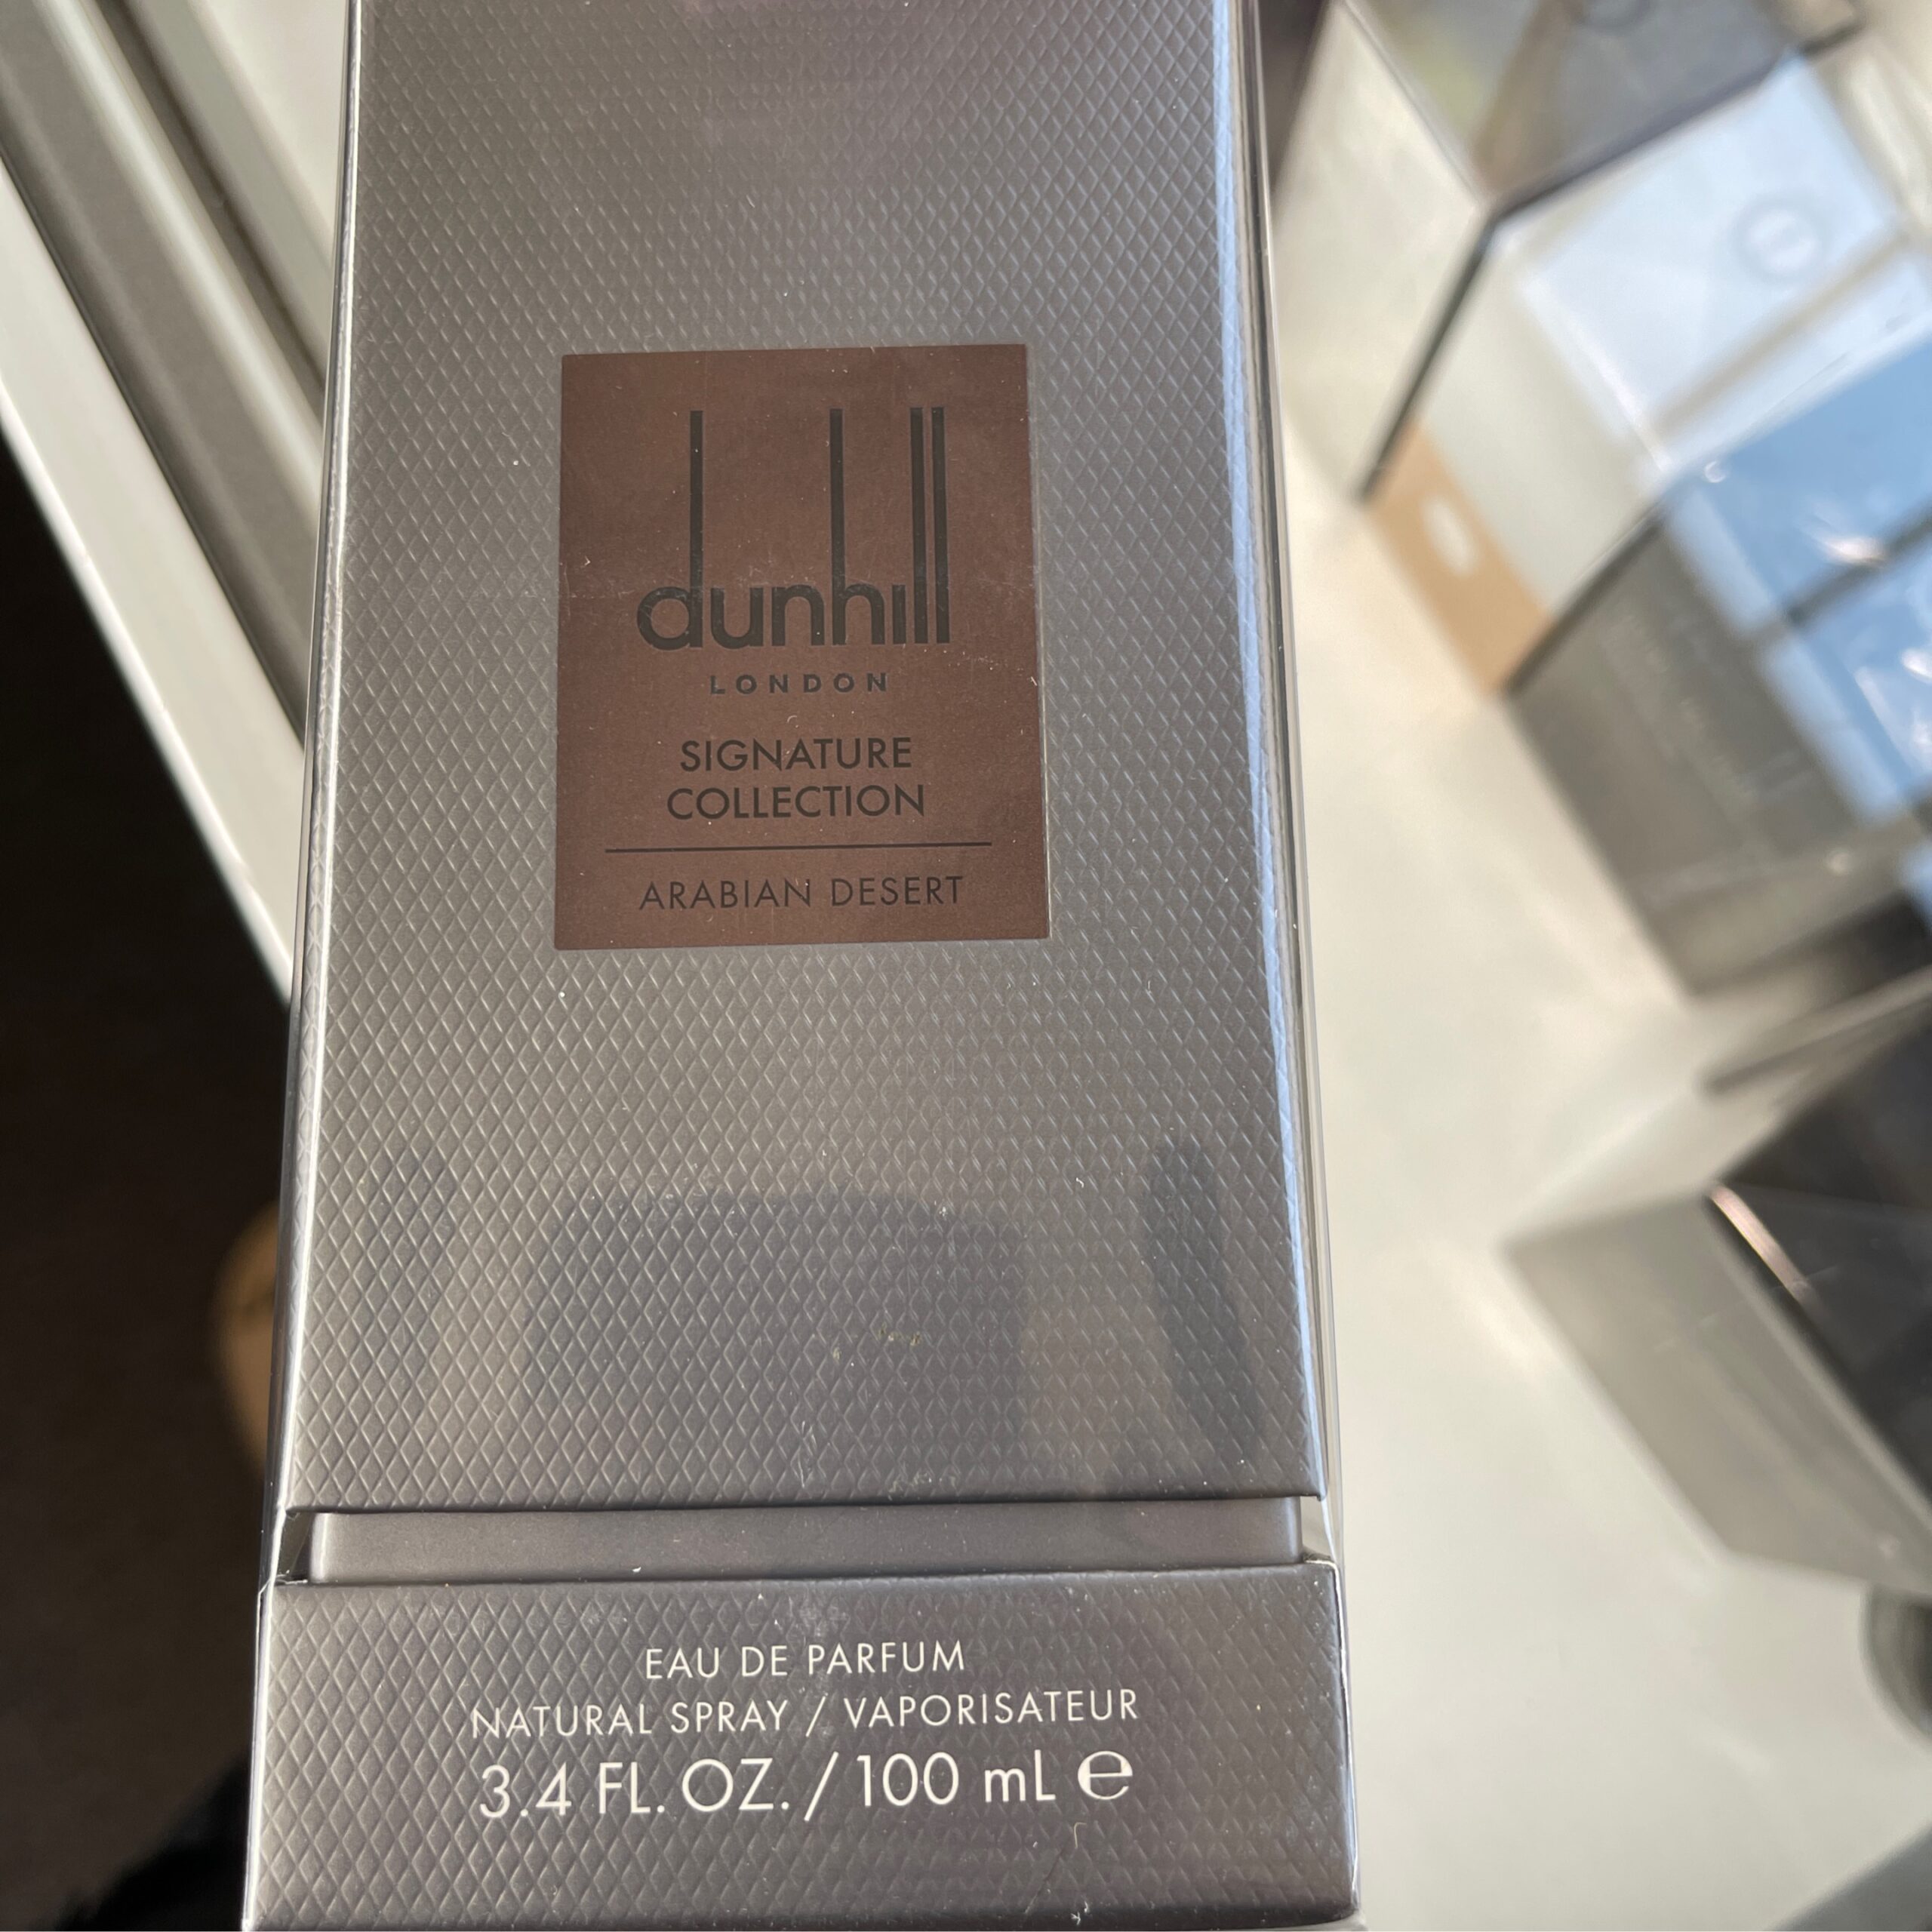 dunhill
LONDON
SIGNATURE
COLLECTION
ARABIAN DESERT
EAU DE PARFUM
NATURAL SPRAY / VAPORISATEUR
3.4 FL. OZ. / 100 mL ℮